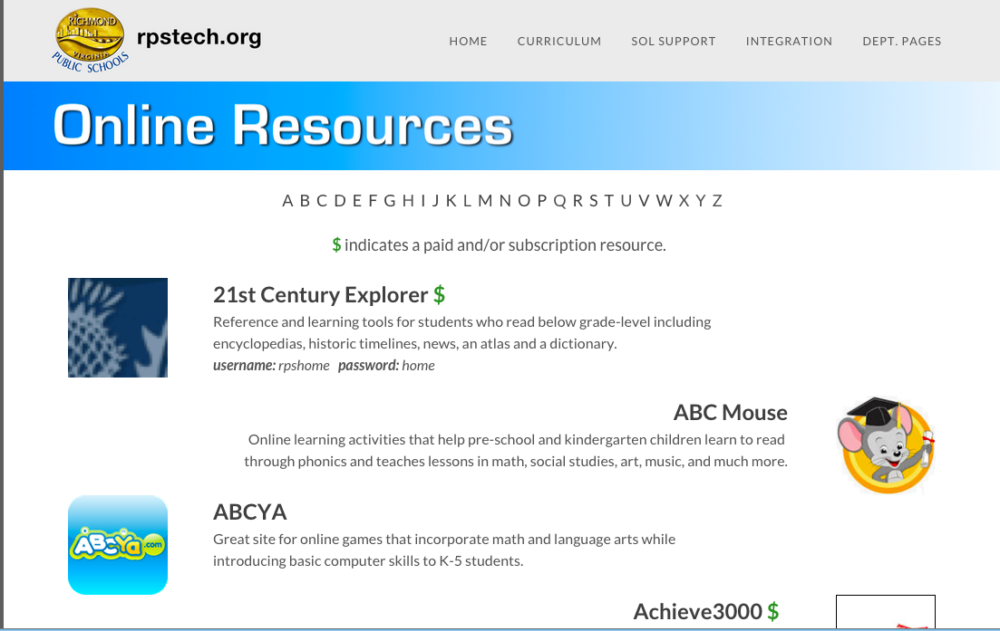 RICHMOND
VIRGINIA
PUBLIC SCHOOLS
rpstech.org
HOME CURRICULUM SOL SUPPORT INTEGRATION DEPT. PAGES
Online Resources
A B C D E F G H I J K L M N O P Q R S T U V W X Y Z
$ indicates a paid and/or subscription resource.
21st Century Explorer $
Reference and learning tools for students who read below grade-level including
encyclopedias, historic timelines, news, an atlas and a dictionary.
username: rpshome password: home
ABC Mouse
Online learning activities that help pre-school and kindergarten children learn to read
through phonics and teaches lessons in math, social studies, art, music, and much more.
ABCYa.com
ABCYA
Great site for online games that incorporate math and language arts while
introducing basic computer skills to K-5 students.
Achieve3000 $